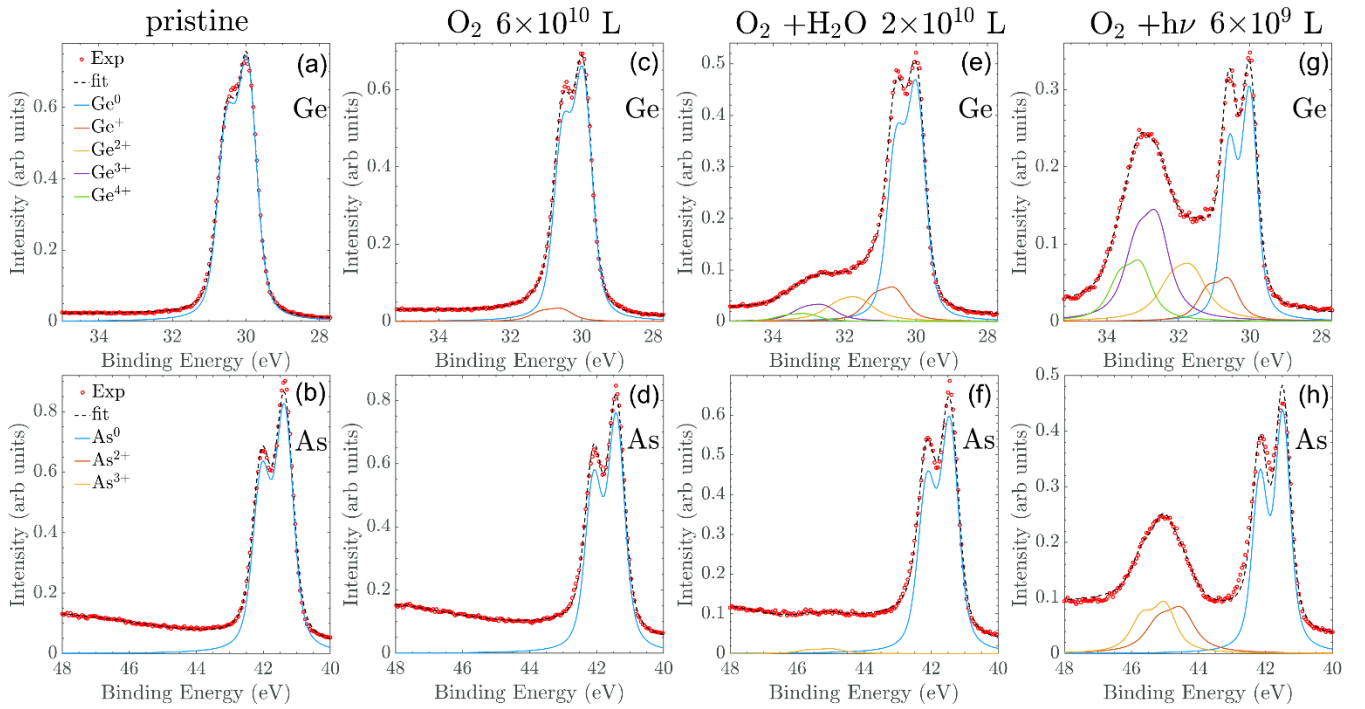 pristine
O2 6×10^10 L
O2 +H2O 2×10^10 L
O2 +hν 6×10^9 L
(a)
Ge
Exp
fit
Ge^0
Ge^+
Ge^2+
Ge^3+
Ge^4+
Intensity (arb units)
0.6
0.4
0.2
0
34 32 30 28
Binding Energy (eV)
(c)
Ge
Intensity (arb units)
0.6
0.4
0.2
0
34 32 30 28
Binding Energy (eV)
(e)
Ge
Intensity (arb units)
0.5
0.4
0.3
0.2
0.1
0
34 32 30 28
Binding Energy (eV)
(g)
Ge
Intensity (arb units)
0.3
0.2
0.1
0
34 32 30 28
Binding Energy (eV)
(b)
As
Exp
fit
As^0
As^2+
As^3+
Intensity (arb units)
0.8
0.6
0.4
0.2
0
48 46 44 42 40
Binding Energy (eV)
(d)
As
Intensity (arb units)
0.8
0.6
0.4
0.2
0
48 46 44 42 40
Binding Energy (eV)
(f)
As
Intensity (arb units)
0.6
0.5
0.4
0.3
0.2
0.1
0
48 46 44 42 40
Binding Energy (eV)
(h)
As
Intensity (arb units)
0.5
0.4
0.3
0.2
0.1
0
48 46 44 42 40
Binding Energy (eV)